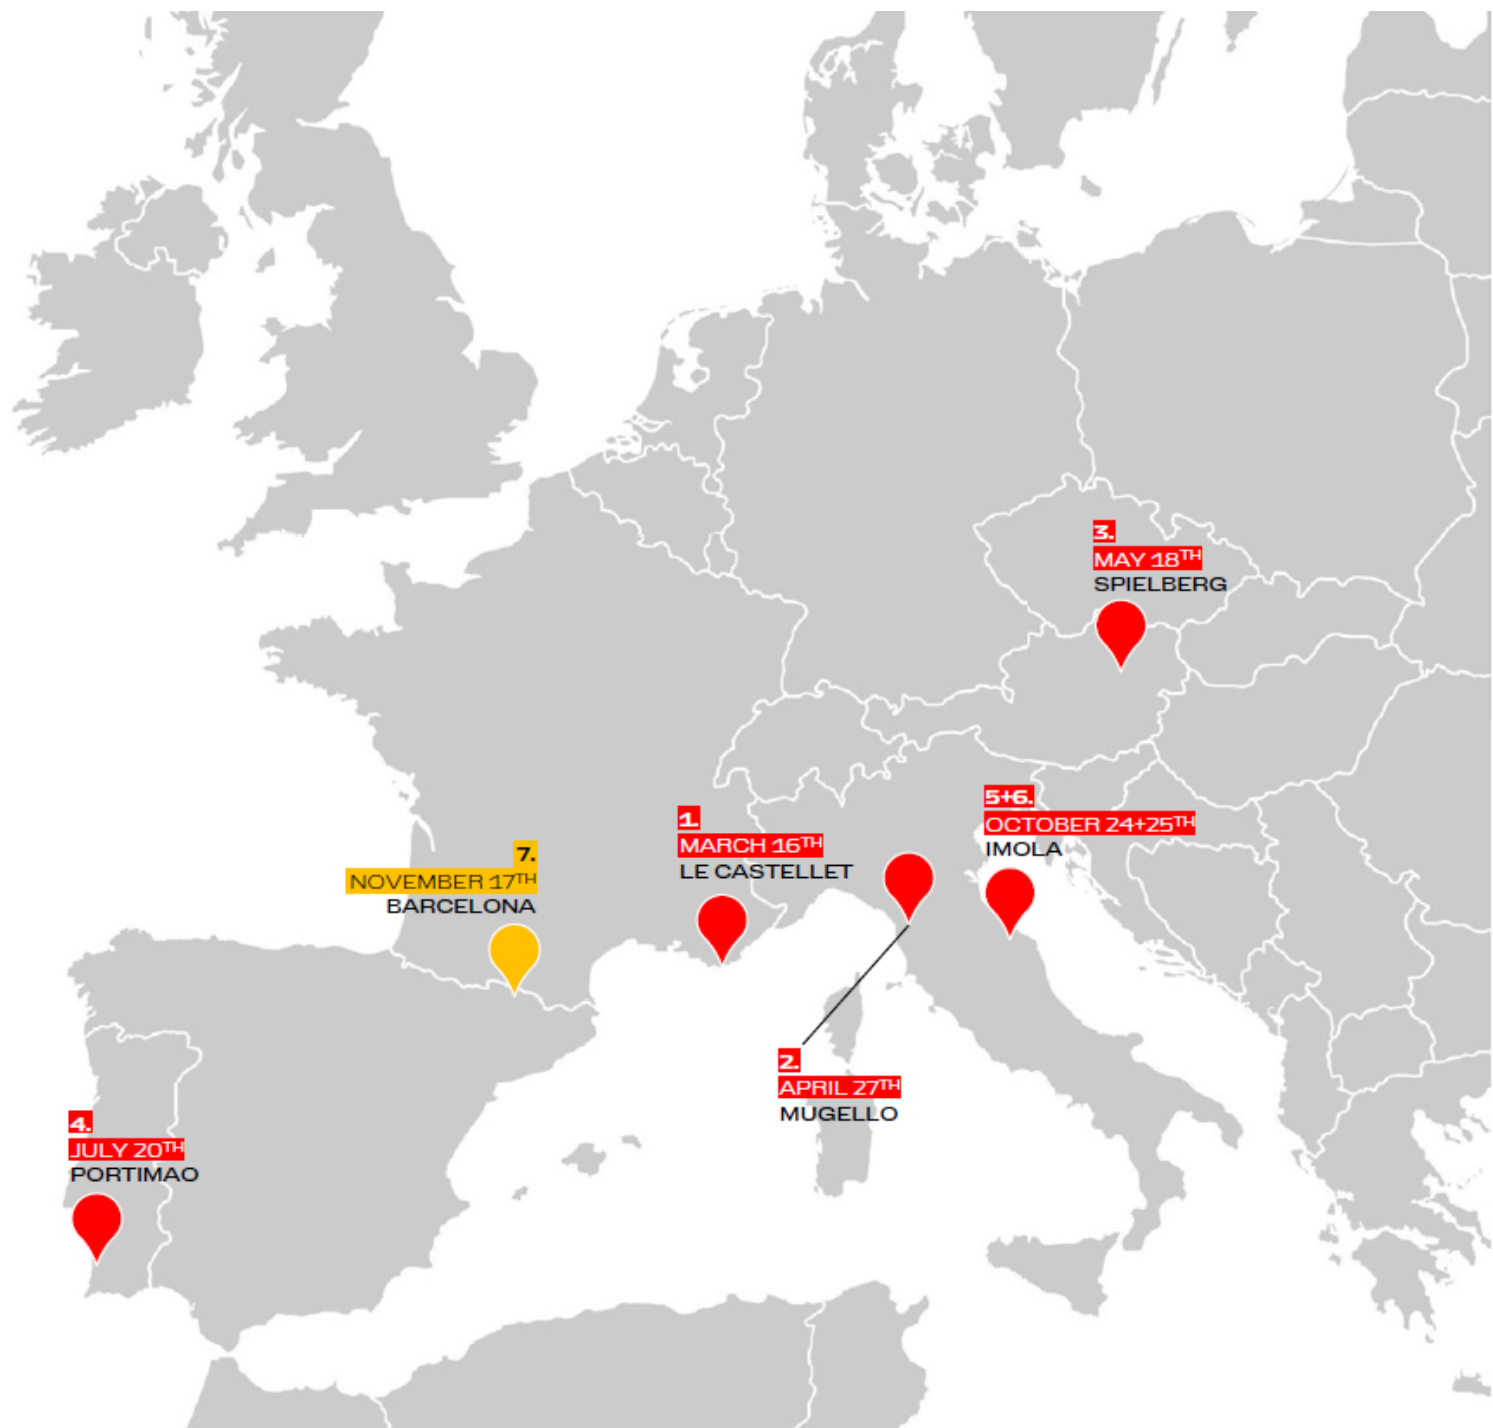 3.
MAY 18TH
SPIELBERG
5+6.
OCTOBER 24+25TH
IMOLA
1.
MARCH 16TH
LE CASTELLET
7.
NOVEMBER 17TH
BARCELONA
2.
APRIL 27TH
MUGELLO
4.
JULY 20TH
PORTIMAO